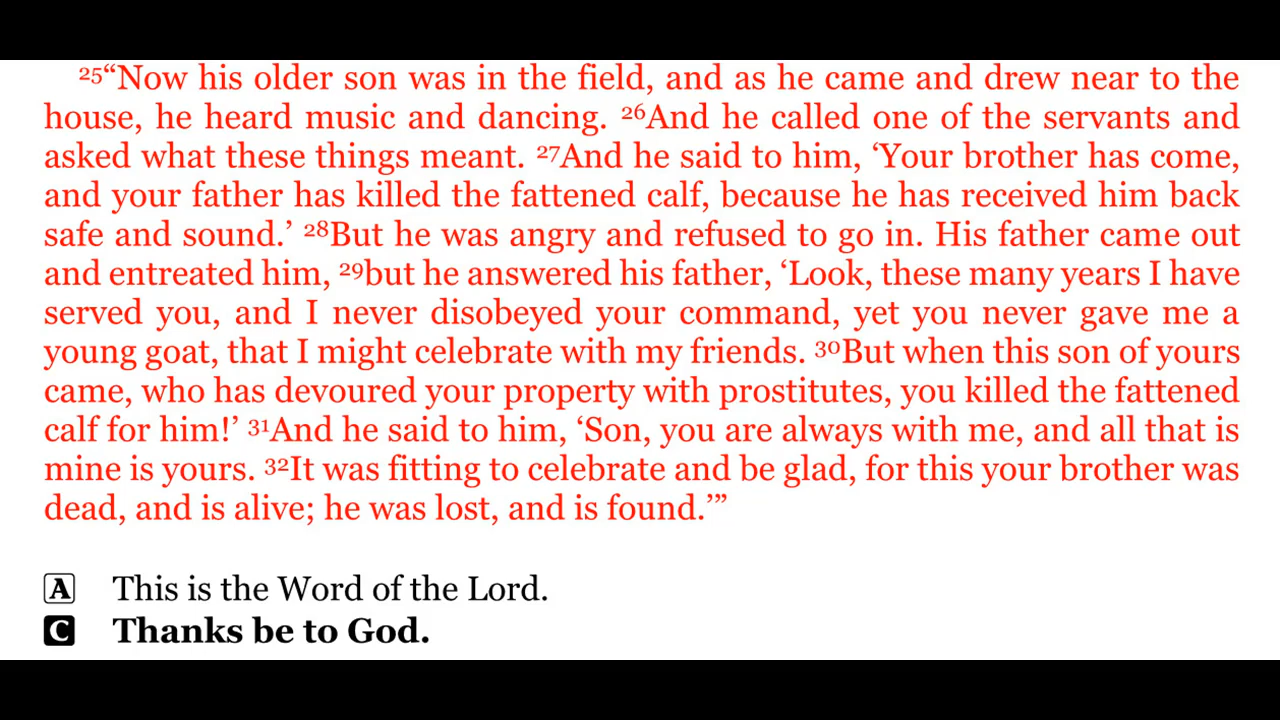 25“Now his older son was in the field, and as he came and drew near to the
house, he heard music and dancing. 26And he called one of the servants and
asked what these things meant. 27And he said to him, ‘Your brother has come,
and your father has killed the fattened calf, because he has received him back
safe and sound.’ 28But he was angry and refused to go in. His father came out
and entreated him, 29but he answered his father, ‘Look, these many years I have
served you, and I never disobeyed your command, yet you never gave me a
young goat, that I might celebrate with my friends. 30But when this son of yours
came, who has devoured your property with prostitutes, you killed the fattened
calf for him!’ 31And he said to him, ‘Son, you are always with me, and all that is
mine is yours. 32It was fitting to celebrate and be glad, for this your brother was
dead, and is alive; he was lost, and is found.’”
A This is the Word of the Lord.
C Thanks be to God.